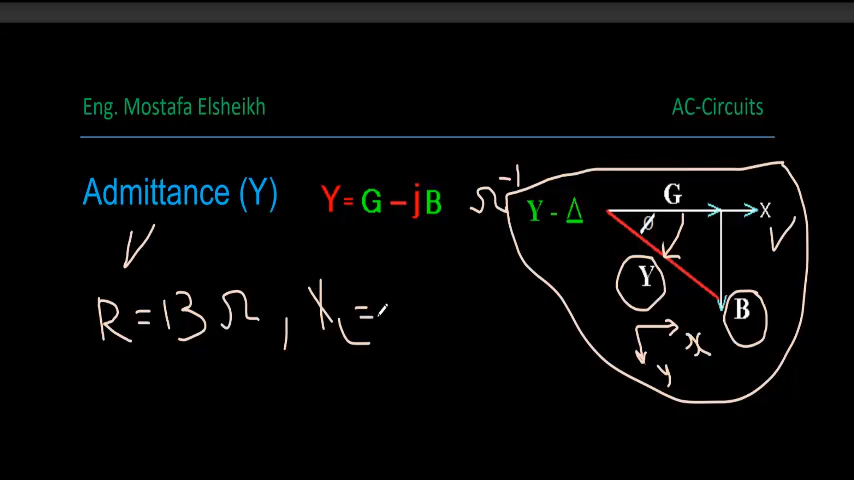 Eng. Mostafa Elsheikh AC-Circuits
Admittance (Y) Y = G - jB Ω⁻¹ Y - Δ
G
X
ø
Y
B
x
y
R = 13 Ω , X_L =